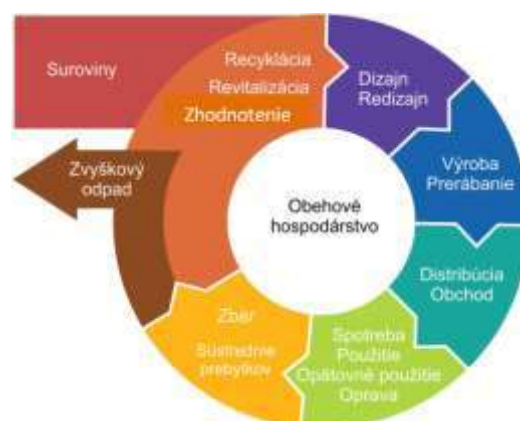 Suroviny
Recyklácia
Revitalizácia
Zhodnotenie
Dizajn
Redizajn
Zvyškový
odpad
Výroba
Prerábanie
Obehové
hospodárstvo
Distribúcia
Obchod
Zber
Sústrednie
prebytkov
Spotreba
Použitie
Opätovné použitie
Oprava